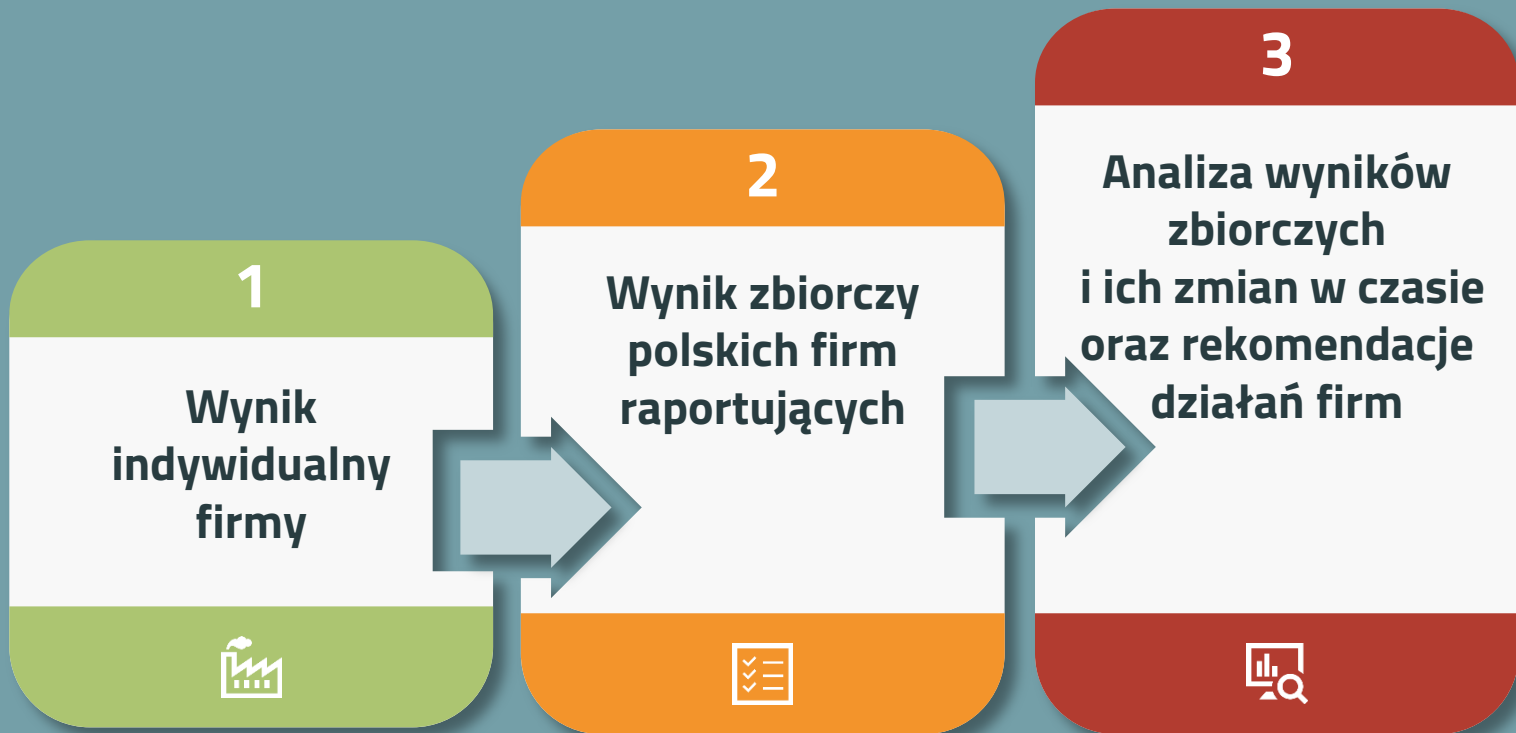 1
Wynik
indywidualny
firmy
2
Wynik zbiorczy
polskich firm
raportujących
3
Analiza wyników
zbiorczych
i ich zmian w czasie
oraz rekomendacje
działań firm